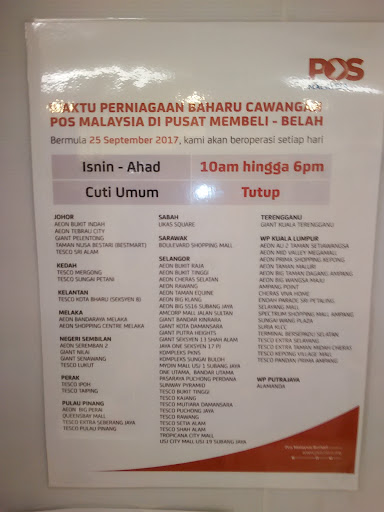 POS
WAKTU PERNIAGAAN BAHARU CAWANGAN
POS MALAYSIA DI PUSAT MEMBELI - BELAH
Bermula 25 September 2017, kami akan beroperasi setiap hari
Isnin - Ahad 10am hingga 6pm
Cuti Umum Tutup
JOHOR
AEON BUKIT INDAH
AEON TEBRAU CITY
GIANT PELENTONG
TAMAN NUSA BESTARI (BESTMART)
TESCO SRI ALAM
KEDAH
TESCO MERGONG
TESCO SUNGAI PETANI
KELANTAN
TESCO KOTA BHARU (SEKSYEN 8)
MELAKA
AEON BANDARAYA MELAKA
AEON SHOPPING CENTRE MELAKA
NEGERI SEMBILAN
AEON SEREMBAN 2
GIANT NILAI
GIANT SENAWANG
TESCO LUKUT
PERAK
TESCO IPOH
TESCO TAIPING
PULAU PINANG
AEON BIG PERAI
QUEENSBAY MALL
TESCO EXTRA SOBERANG JAYA
TESCO PULAU PINANG
SABAH
LIKAS SQUARE
SARAWAK
BOULEVARD SHOPPING MALL
SELANGOR
AEON BUKIT RAJA
AEON BUKIT TINGGI
AEON CHERAS SELATAN
AEON RAWANG
AEON TAMAN EQUINE
AEON BIG KLANG
AEON BIG SS16 SUBANG JAYA
AMCORP MALL JALAN SULTAN
GIANT BANDAR KINRARA
GIANT KOTA DAMANSARA
GIANT PUTRA HEIGHTS
GIANT SEKSYEN 13 SHAH ALAM
JAYA ONE SEKSYEN 17 PJ
KOMPLEKS PKNS
KOMPLEKS SUNGAI BULOH
MYDIN MALL USJ 1 SUBANG JAYA
ONE UTAMA, BANDAR UTAMA
PASARAYA PUCHONG PERDANA
SUNWAY PYRAMID
TESCO BUKIT TINGGI
TESCO KAJANG
TESCO MUTIARA DAMANSARA
TESCO PUCHONG JAYA
TESCO RAWANG
TESCO SETIA ALAM
TESCO SHAH ALAM
TROPICANA CITY MALL
USJ CITY MALL USJ 19 SUBANG JAYA
TERENGGANU
GIANT KUALA TERENGGANU
WP KUALA LUMPUR
AEON AU 2 TAMAN SETIAWANGSA
AEON MID VALLEY MEGAMALL
AEON PRIMA SHOPPING KEPONG
AEON TAMAN MALURI
AEON BIG TAMAN DAGANG AMPANG
AEON BIG WANGSA MAJU
AMPANG POINT
CHERAS VIVA HOME
ENDAH PARADE SRI PETALING
SELAYANG MALL
SPECTRUM SHOPPING MALL AMPANG
SUNGAI WANG PLAZA
SURIA KLCC
TERMINAL BERSEPADU SELATAN
TESCO EXTRA SELAYANG
TESCO EXTRA TAMAN MIDAH CHERAS
TESCO KEPONG VILLAGE MALL
TESCO PANDAN PRIMA AMPANG
WP PUTRAJAYA
ALAMANDA
Pos Malaysia Berhad